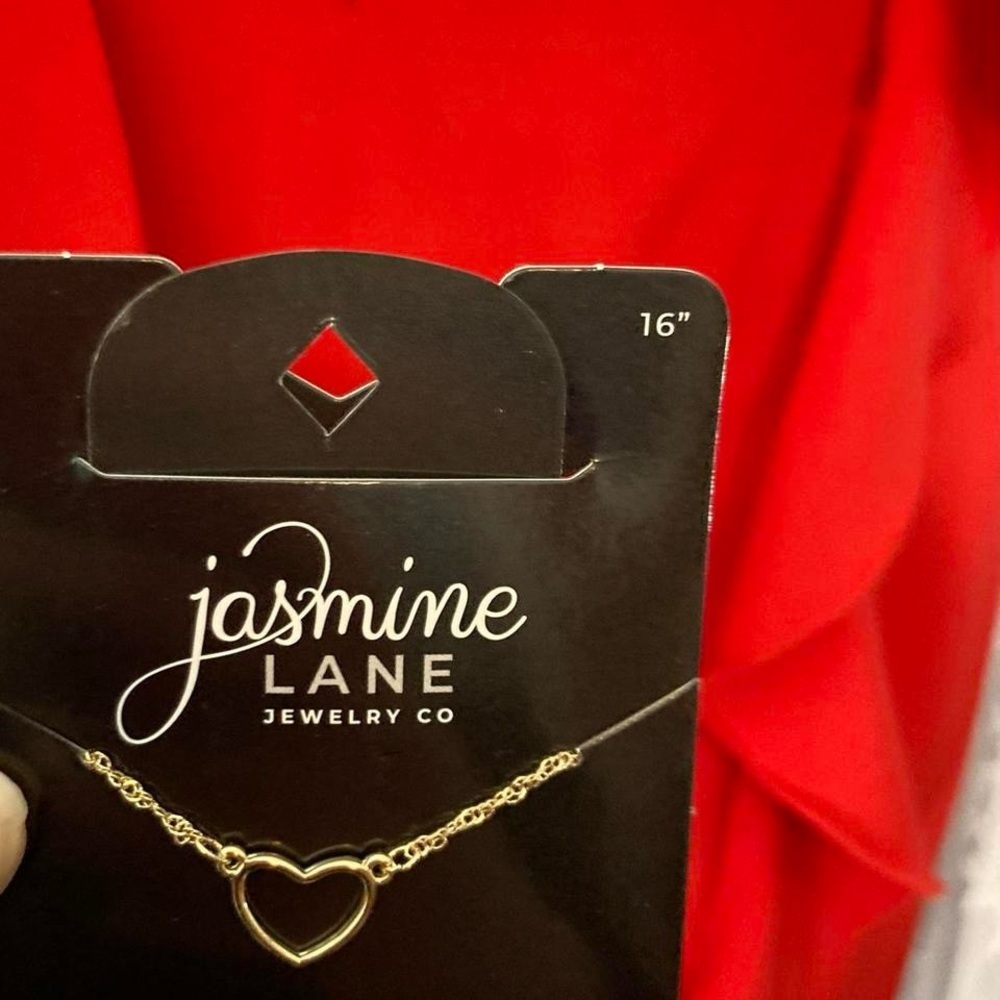 16”
jasmine
LANE
JEWELRY CO